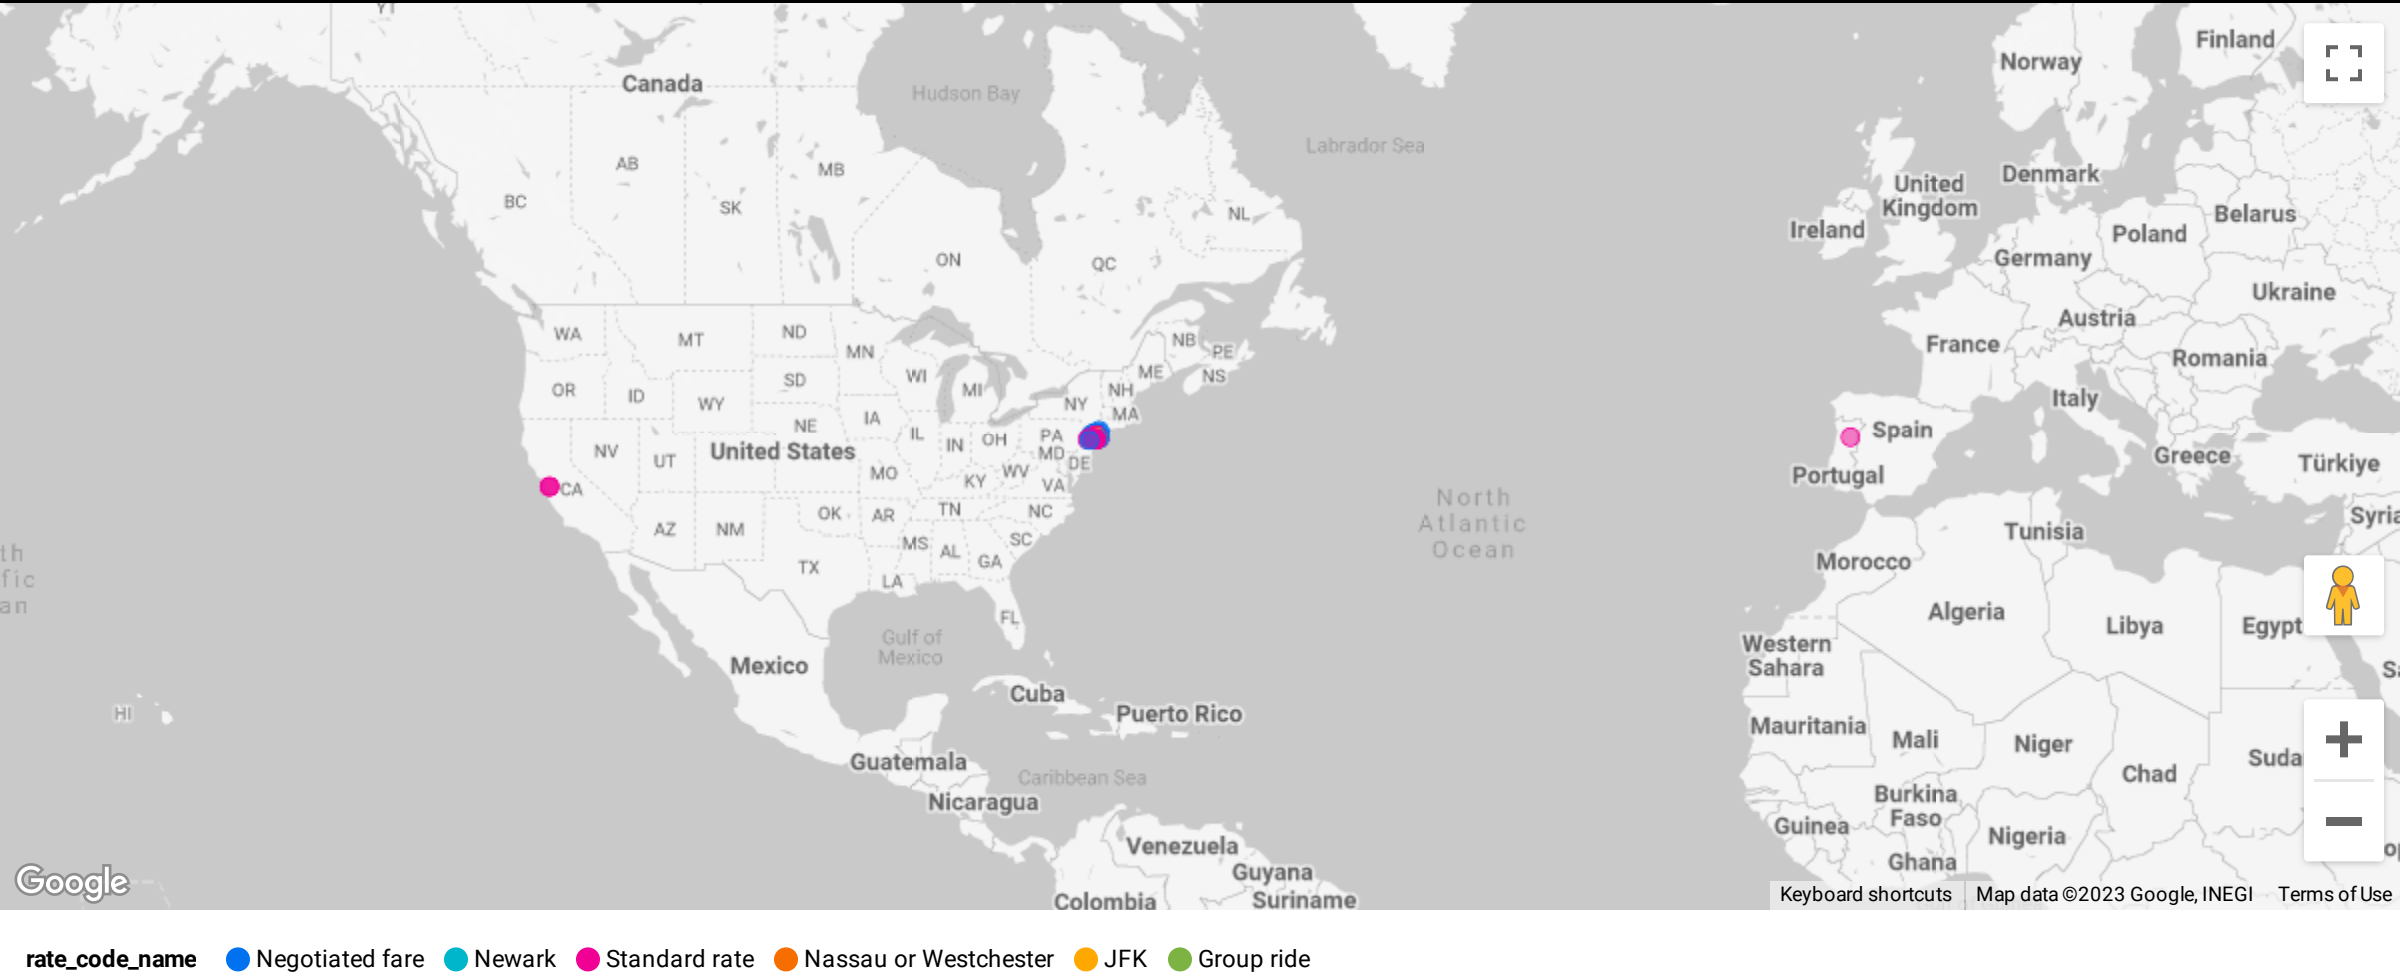 YT
Finland
Norway
Canada
Hudson Bay
Labrador Sea
AB
MB
Denmark
United
Kingdom
BC
SK
NL
Belarus
Ireland
Poland
ON
QC
Germany
Ukraine
Austria
WA
MT
ND
MN
NB
PE
France
Romania
OR
ID
SD
WI
MI
ME
NS
NH
WY
NY
Italy
NE
IA
MA
IL
IN
OH
PA
Spain
NV
UT
United States
MD
DE
Greece
Türkiye
CA
MO
KY
WV
VA
Portugal
North
Atlantic
Ocean
OK
AR
TN
NC
Syria
AZ
NM
MS
AL
SC
Tunisia
th
fic
an
TX
LA
GA
Morocco
FL
Algeria
Libya
Egypt
Gulf of
Mexico
Western
Sahara
Mexico
Sa
Cuba
HI
Puerto Rico
Mauritania
Mali
Niger
Suda
Guatemala
Caribbean Sea
Chad
Nicaragua
Burkina
Faso
Guinea
Nigeria
Venezuela
Ghana
Guyana
Colombia
Suriname
Google
Keyboard shortcuts
Map data ©2023 Google, INEGI
Terms of Use
rate_code_name Negotiated fare Newark Standard rate Nassau or Westchester JFK Group ride